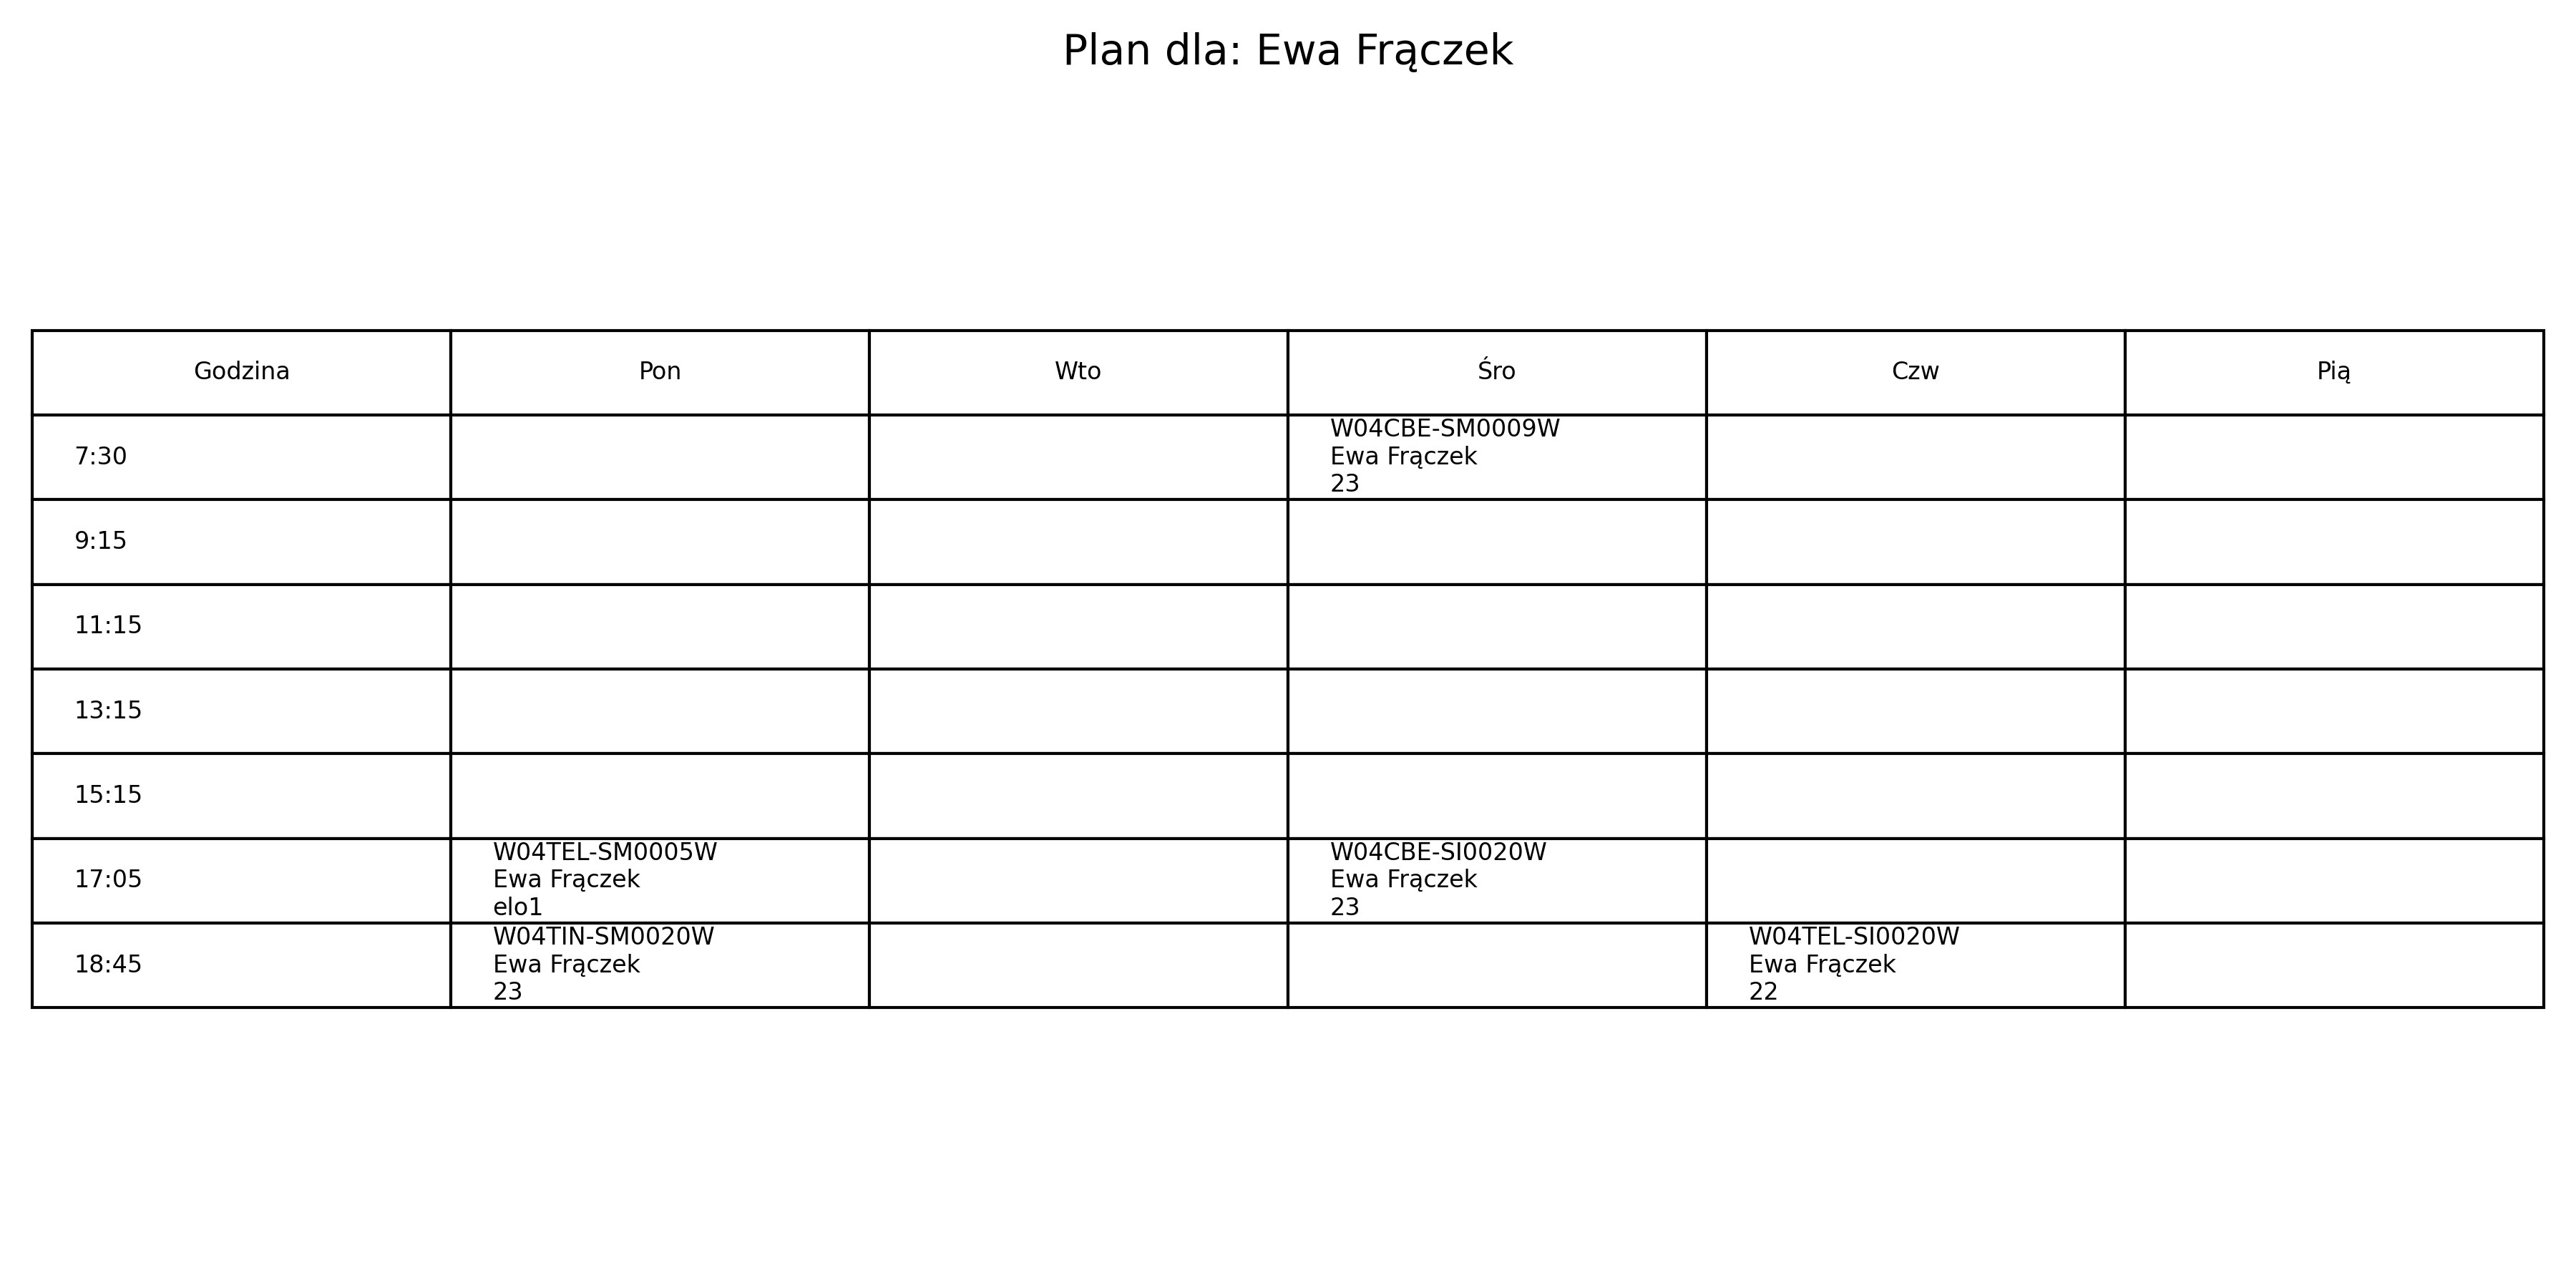 Plan dla: Ewa Frączek
Godzina
Pon
Wto
Śro
Czw
Pią
7:30
W04CBE-SM0009W
Ewa Frączek
23
9:15
11:15
13:15
15:15
17:05
W04TEL-SM0005W
Ewa Frączek
elo1
W04CBE-SI0020W
Ewa Frączek
23
18:45
W04TIN-SM0020W
Ewa Frączek
23
W04TEL-SI0020W
Ewa Frączek
22